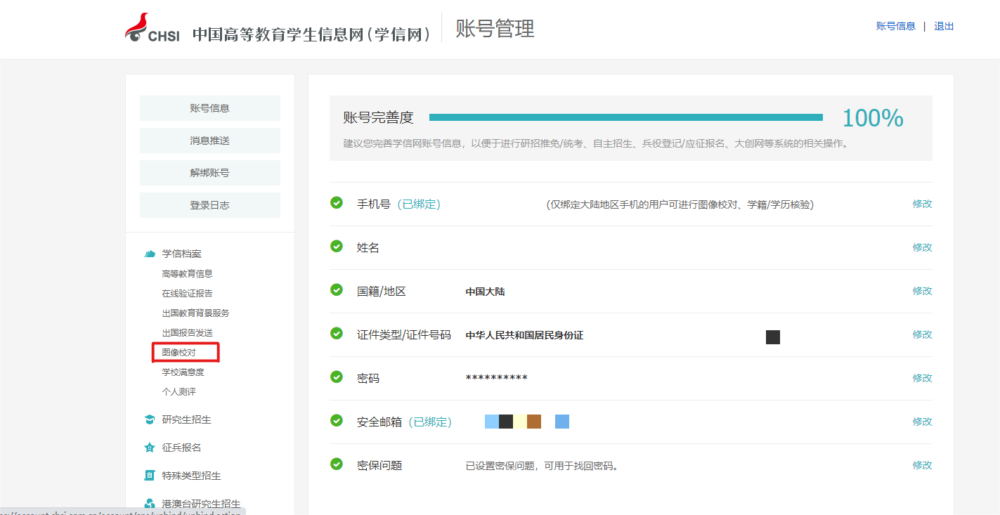 CHSI 中国高等教育学生信息网(学信网) 账号管理
账号信息 | 退出
账号信息
消息推送
解绑账号
登录日志
学信档案
高等教育信息
在线验证报告
出国教育背景服务
出国报告发送
图像校对
学校满意度
个人测评
研究生招生
征兵报名
特殊类型招生
港澳台研究生招生
账号完善度 100%
建议您完善学信网账号信息，以便于进行研招推免/统考、自主招生、兵役登记/应征报名、大创网等系统的相关操作。
手机号 (已绑定) (仅绑定大陆地区手机的用户可进行图像校对、学籍/学历核验) 修改
姓名 修改
国籍/地区 中国大陆 修改
证件类型/证件号码 中华人民共和国居民身份证 修改
密码 ********** 修改
安全邮箱 (已绑定) 修改
密保问题 已设置密保问题，可用于找回密码。 修改